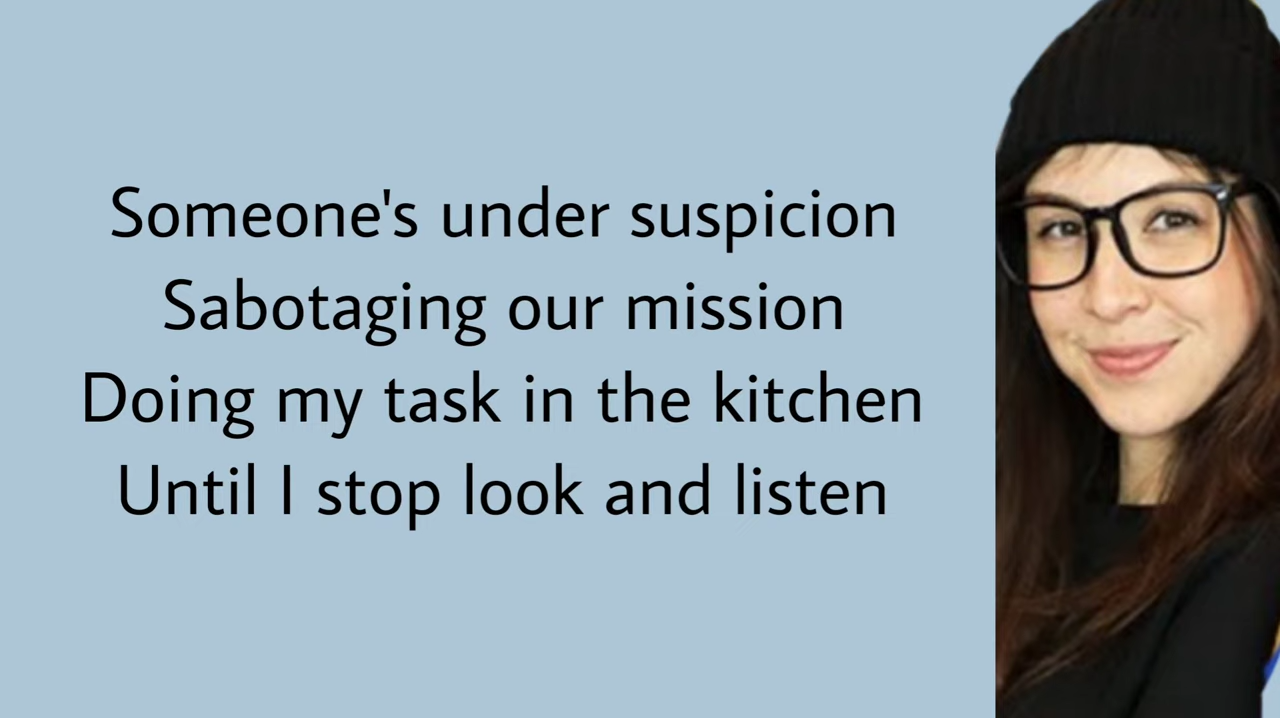 Someone's under suspicion
Sabotaging our mission
Doing my task in the kitchen
Until I stop look and listen